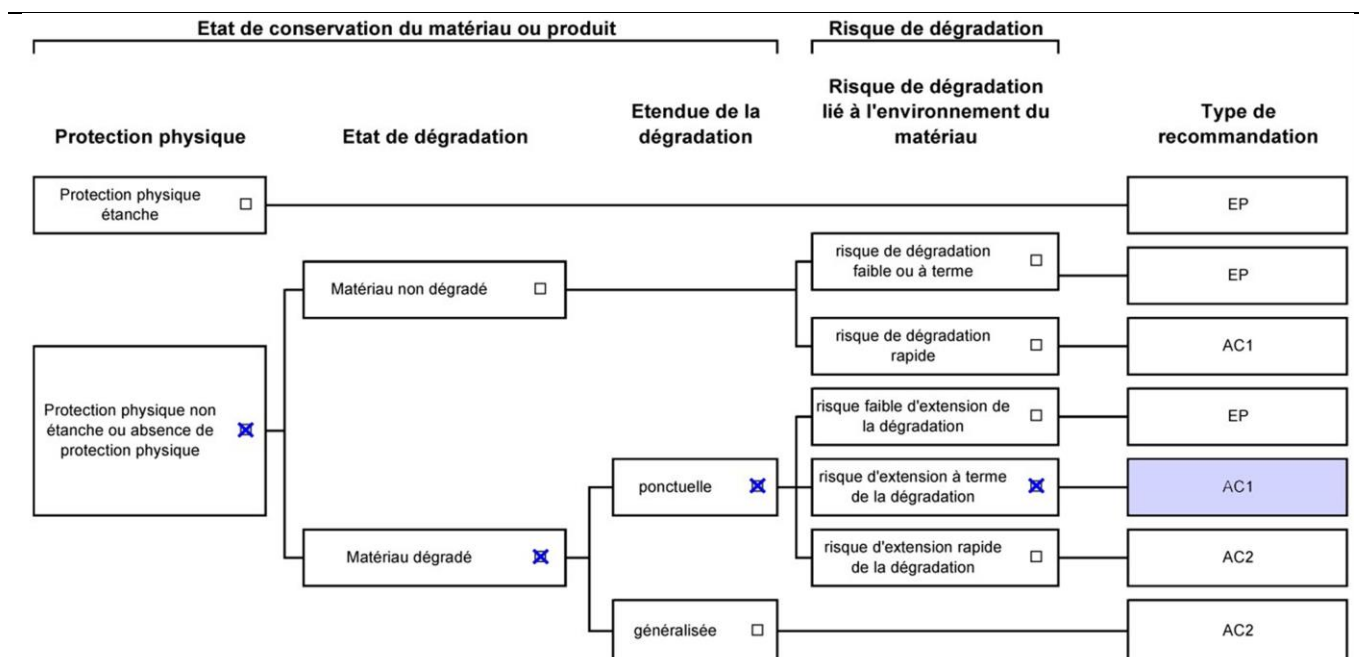 Etat de conservation du matériau ou produit
Risque de dégradation
Protection physique
Etat de dégradation
Etendue de la
dégradation
Risque de dégradation
lié à l'environnement du
matériau
Type de
recommandation
Protection physique
étanche
EP
Matériau non dégradé
risque de dégradation
faible ou à terme
EP
risque de dégradation
rapide
AC1
Protection physique non
étanche ou absence de
protection physique
risque faible d'extension de
la dégradation
EP
ponctuelle
risque d'extension à terme
de la dégradation
AC1
Matériau dégradé
risque d'extension rapide
de la dégradation
AC2
généralisée
AC2